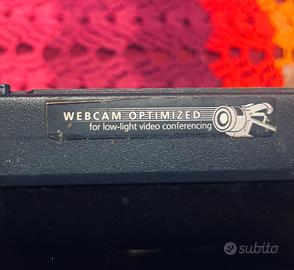 WEBCAM OPTIMIZED
for low-light video conferencing
subito